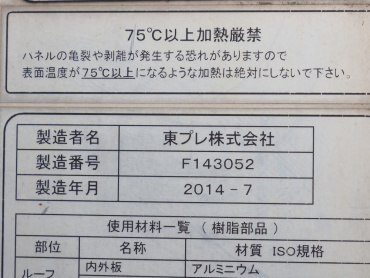 75℃以上加熱厳禁
パネルの亀裂や剥離が発生する恐れがありますので
表面温度が75℃以上になるような加熱は絶対にしないで下さい。
製造者名 東プレ株式会社
製造番号 F143052
製造年月 2014-7
使用材料一覧(樹脂部品)
部位 名称 材質 ISO規格
ルーフ 内外板 アルミニウム